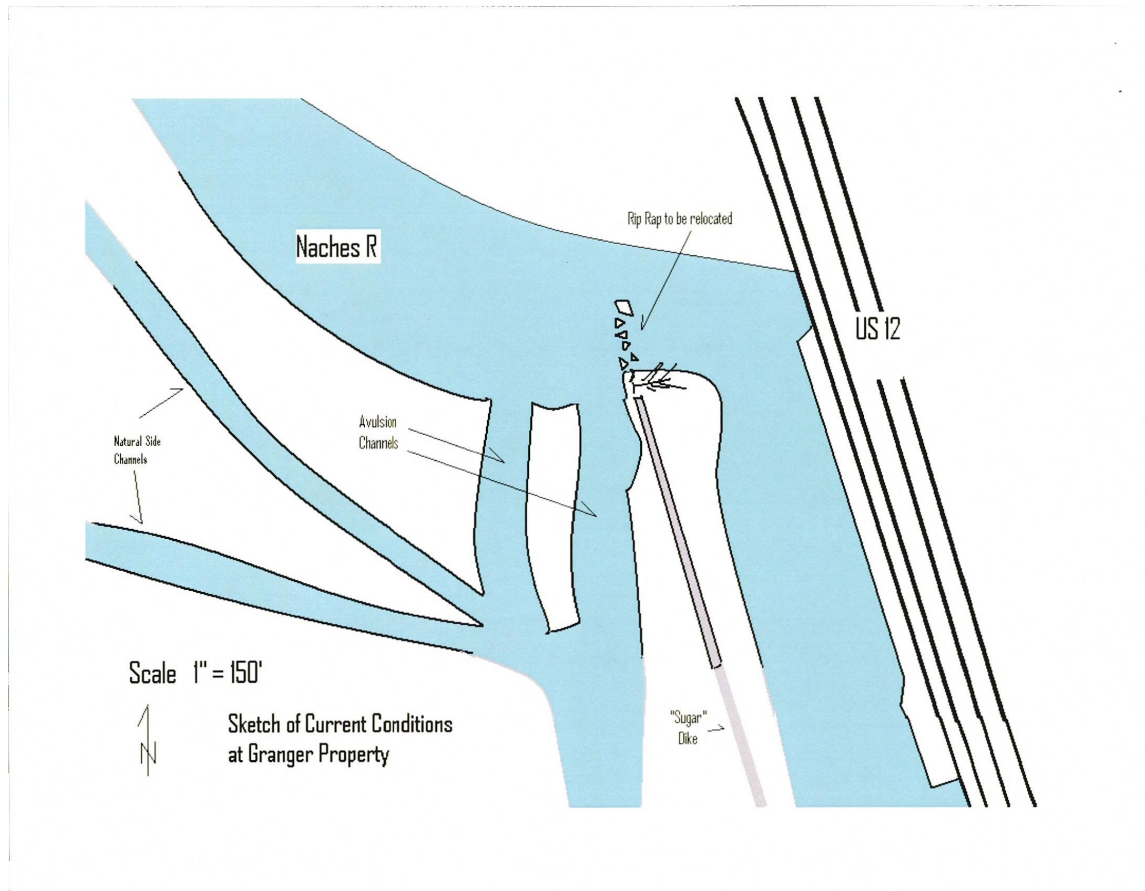 Rip Rap to be relocated
Naches R
US 12
Avulsion
Channels
Natural Side
Channels
Scale 1" = 150'
"Sugar"
Dike
N
Sketch of Current Conditions
at Granger Property